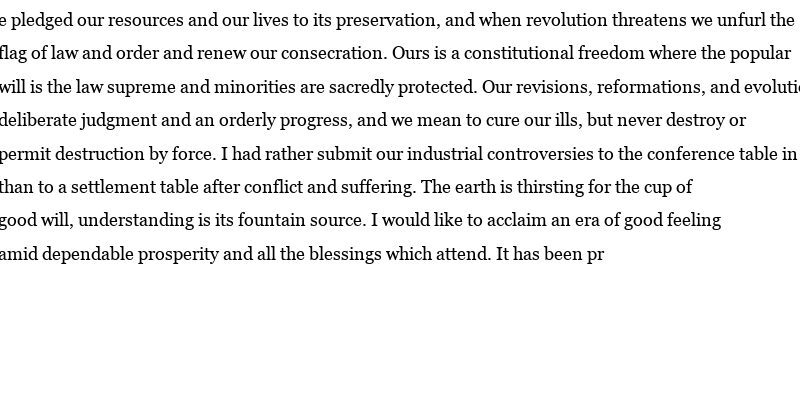 e pledged our resources and our lives to its preservation, and when revolution threatens we unfurl the
flag of law and order and renew our consecration. Ours is a constitutional freedom where the popular
will is the law supreme and minorities are sacredly protected. Our revisions, reformations, and evoluti
deliberate judgment and an orderly progress, and we mean to cure our ills, but never destroy or
permit destruction by force. I had rather submit our industrial controversies to the conference table in
than to a settlement table after conflict and suffering. The earth is thirsting for the cup of
good will, understanding is its fountain source. I would like to acclaim an era of good feeling
amid dependable prosperity and all the blessings which attend. It has been pr